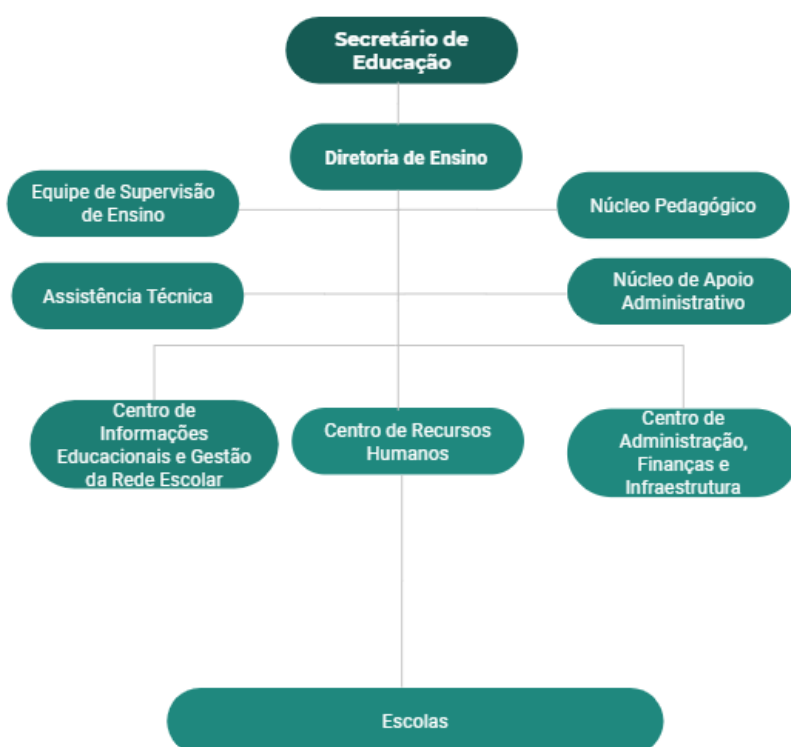 Secretário de
Educação
Diretoria de Ensino
Equipe de Supervisão
de Ensino
Núcleo Pedagógico
Assistência Técnica
Núcleo de Apoio
Administrativo
Centro de
Informações
Educacionais e Gestão
da Rede Escolar
Centro de Recursos
Humanos
Centro de
Administração,
Finanças e
Infraestrutura
Escolas